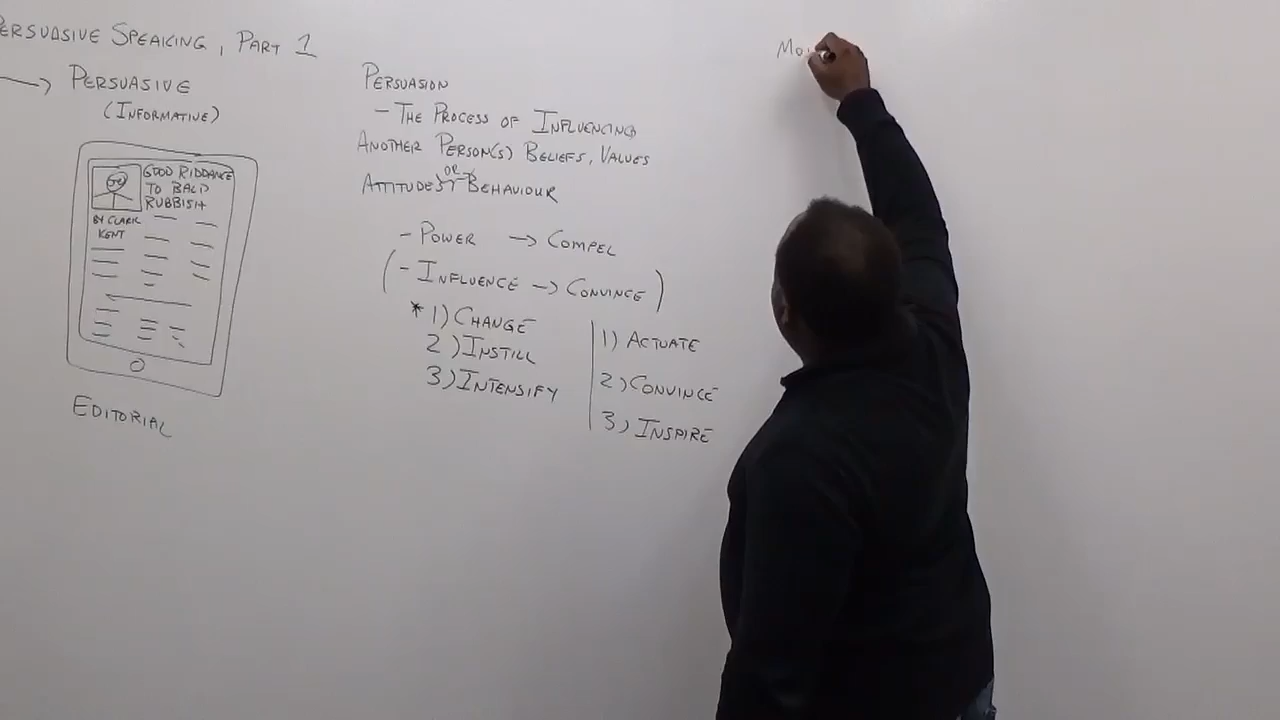 ERSUASIVE SPEAKING, PART 1
PERSUASIVE
(INFORMATIVE)
GOOD RIDDANCE
TO BALD
RUBBISH
BY CLARK
KENT
EDITORIAL
PERSUASION
- THE PROCESS OF INFLUENCING
ANOTHER PERSON(S) BELIEFS, VALUES
OR
ATTITUDES BEHAVIOUR
- POWER → COMPEL
(- INFLUENCE → CONVINCE)
* 1) CHANGE
2) INSTILL
3) INTENSIFY
1) ACTUATE
2) CONVINCE
3) INSPIRE